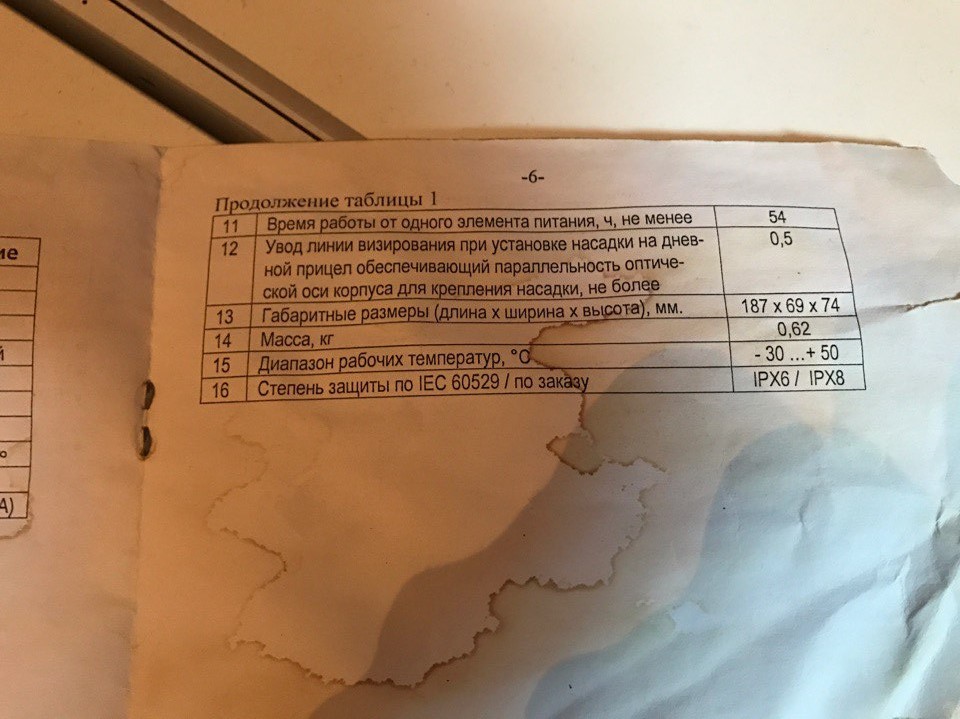 -6-
Продолжение таблицы 1
11 Время работы от одного элемента питания, ч, не менее 54
12 Увод линии визирования при установке насадки на днев- 0,5
ной прицел обеспечивающий параллельность оптиче-
ской оси корпуса для крепления насадки, не более
13 Габаритные размеры (длина х ширина х высота), мм. 187 х 69 х 74
14 Масса, кг 0,62
15 Диапазон рабочих температур, °С - 30 ...+ 50
16 Степень защиты по IEC 60529 / по заказу IPX6 / IPX8
ие
й
°
А)